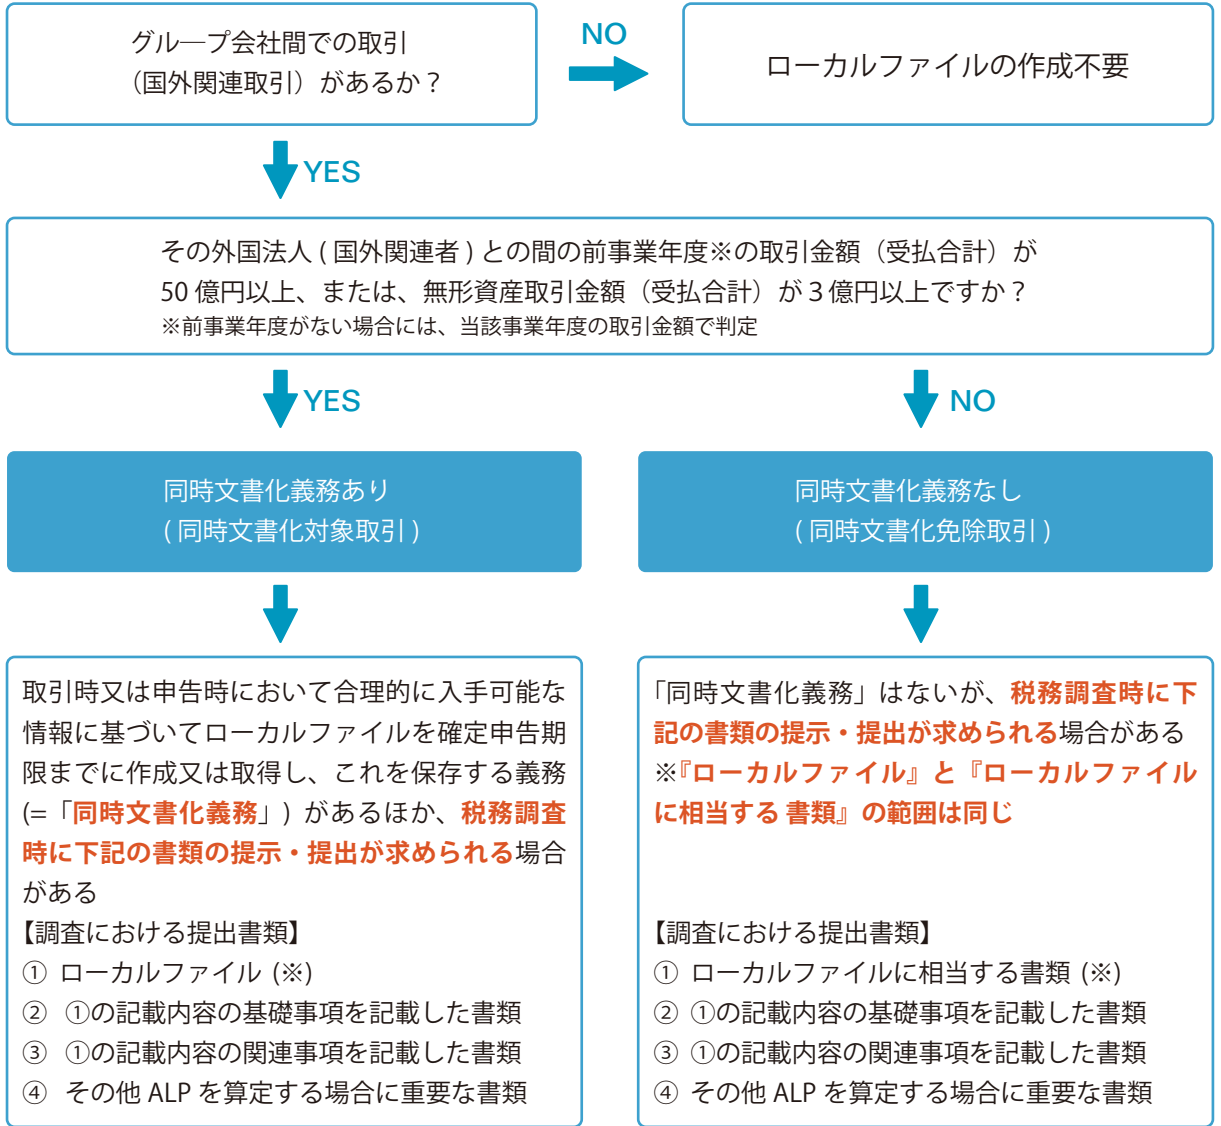 グル―プ会社間での取引
（国外関連取引）があるか？
NO
ローカルファイルの作成不要
YES
その外国法人 ( 国外関連者 ) との間の前事業年度※の取引金額（受払合計）が
50 億円以上、または、無形資産取引金額（受払合計）が 3 億円以上ですか？
※前事業年度がない場合には、当該事業年度の取引金額で判定
YES
NO
同時文書化義務あり
( 同時文書化対象取引 )
同時文書化義務なし
( 同時文書化免除取引 )
取引時又は申告時において合理的に入手可能な
情報に基づいてローカルファイルを確定申告期
限までに作成又は取得し、これを保存する義務
(=「同時文書化義務」) があるほか、税務調査
時に下記の書類の提示・提出が求められる場合
がある
【調査における提出書類】
① ローカルファイル (※)
② ①の記載内容の基礎事項を記載した書類
③ ①の記載内容の関連事項を記載した書類
④ その他 ALP を算定する場合に重要な書類
「同時文書化義務」はないが、税務調査時に下
記の書類の提示・提出が求められる場合がある
※『ローカルファイル』と『ローカルファイル
に相当する 書類』の範囲は同じ
【調査における提出書類】
① ローカルファイルに相当する書類 (※)
② ①の記載内容の基礎事項を記載した書類
③ ①の記載内容の関連事項を記載した書類
④ その他 ALP を算定する場合に重要な書類